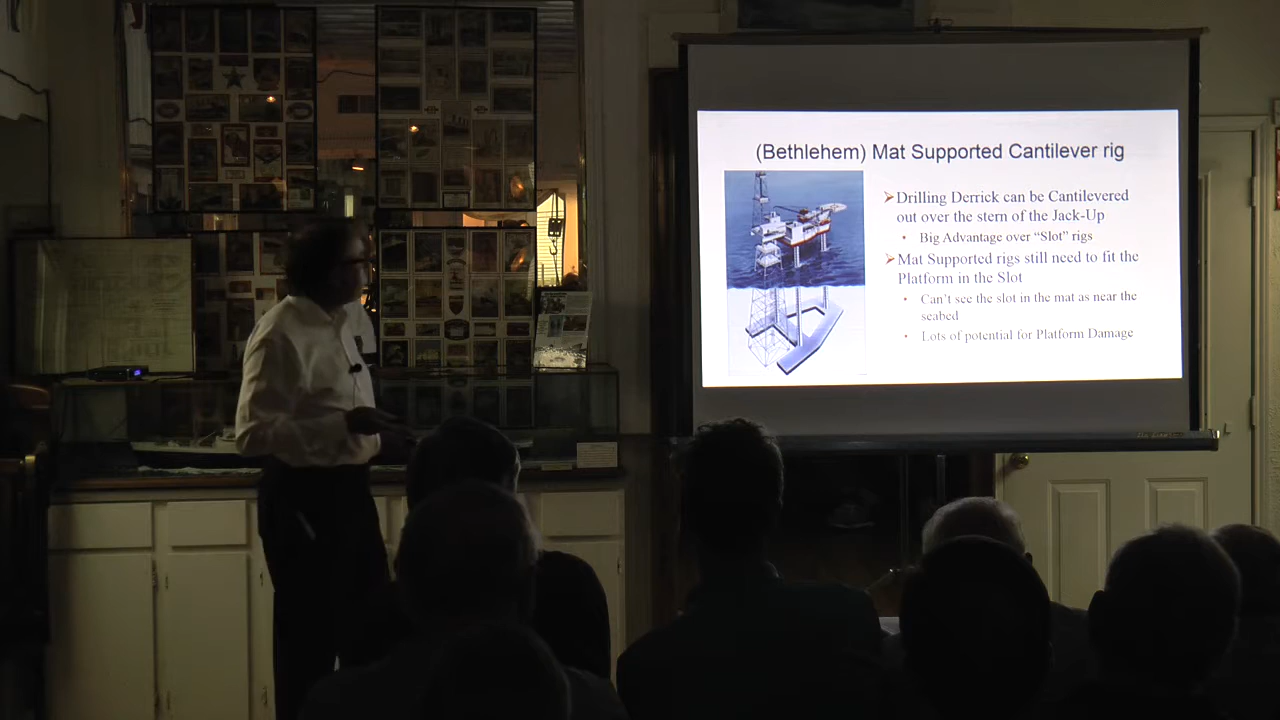 (Bethlehem) Mat Supported Cantilever rig
Drilling Derrick can be Cantilevered
out over the stern of the Jack-Up
Big Advantage over “Slot” rigs
Mat Supported rigs still need to fit the
Platform in the Slot
Can’t see the slot in the mat as near the
seabed
Lots of potential for Platform Damage